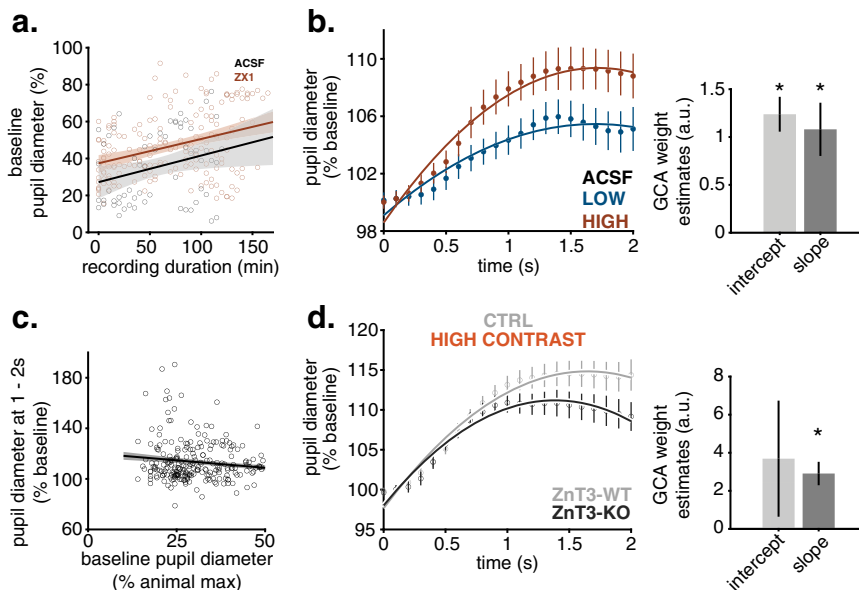 a.
100
80
60
40
20
0
baseline
pupil diameter (%)
0
50
100
150
recording duration (min)
ACSF
ZX1
b.
110
106
102
98
pupil diameter
(% baseline)
0
0.5
1
1.5
2
time (s)
ACSF
LOW
HIGH
1.5
1
0.5
0
GCA weight
estimates (a.u.)
* *
intercept
slope
c.
180
140
100
60
pupil diameter at 1 - 2s
(% baseline)
0
25
50
baseline pupil diameter
(% animal max)
d.
120
115
110
105
100
95
pupil diameter
(% baseline)
0
0.5
1
1.5
2
time (s)
CTRL
HIGH CONTRAST
ZnT3-WT
ZnT3-KO
8
6
4
2
0
GCA weight
estimates (a.u.)
*
intercept
slope